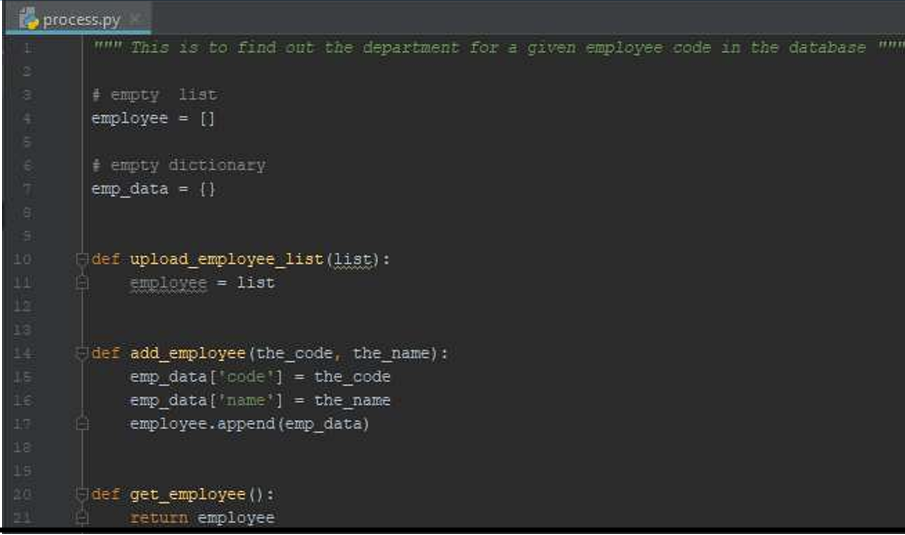 process.py
1 """ This is to find out the department for a given employee code in the database """
2
3 # empty  list
4 employee = []
5
6 # empty dictionary
7 emp_data = {}
8
9
10 def upload_employee_list(list):
11     employee = list
12
13
14 def add_employee(the_code, the_name):
15     emp_data['code'] = the_code
16     emp_data['name'] = the_name
17     employee.append(emp_data)
18
19
20 def get_employee():
21     return employee